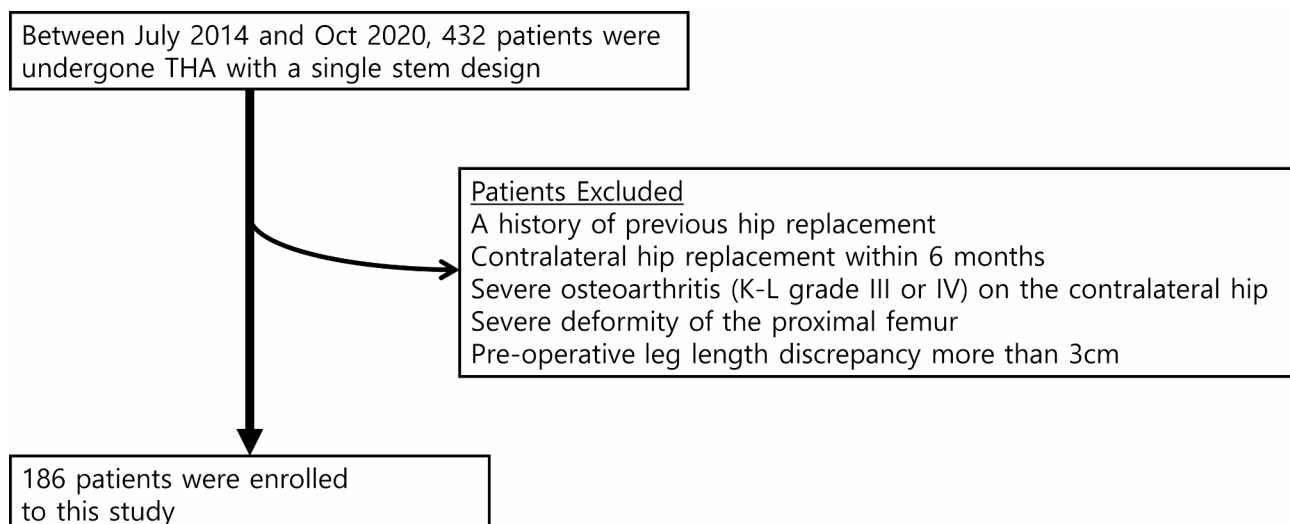 Between July 2014 and Oct 2020, 432 patients were
undergone THA with a single stem design
Patients Excluded
A history of previous hip replacement
Contralateral hip replacement within 6 months
Severe osteoarthritis (K-L grade III or IV) on the contralateral hip
Severe deformity of the proximal femur
Pre-operative leg length discrepancy more than 3cm
186 patients were enrolled
to this study